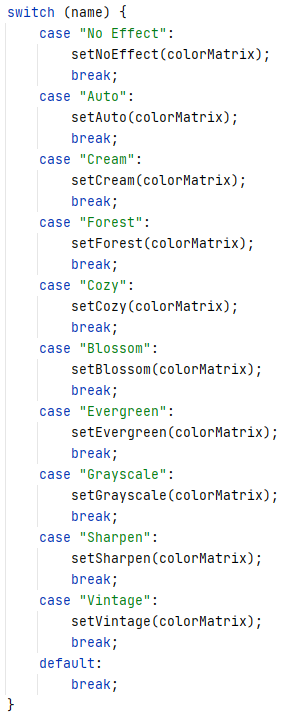 switch (name) {
    case "No Effect":
        setNoEffect(colorMatrix);
        break;
    case "Auto":
        setAuto(colorMatrix);
        break;
    case "Cream":
        setCream(colorMatrix);
        break;
    case "Forest":
        setForest(colorMatrix);
        break;
    case "Cozy":
        setCozy(colorMatrix);
        break;
    case "Blossom":
        setBlossom(colorMatrix);
        break;
    case "Evergreen":
        setEvergreen(colorMatrix);
        break;
    case "Grayscale":
        setGrayscale(colorMatrix);
        break;
    case "Sharpen":
        setSharpen(colorMatrix);
        break;
    case "Vintage":
        setVintage(colorMatrix);
        break;
    default:
        break;
}